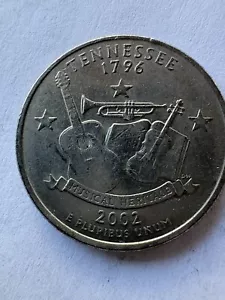 TENNESSEE
1796
MUSICAL HERITAGE
2002
E PLURIBUS UNUM